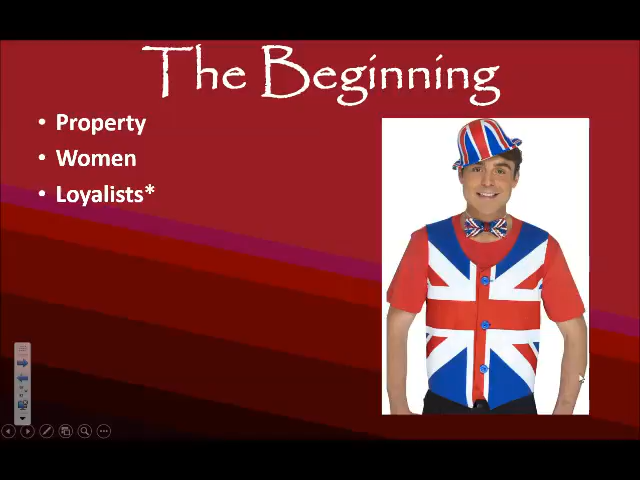 The Beginning
• Property
• Women
• Loyalists*